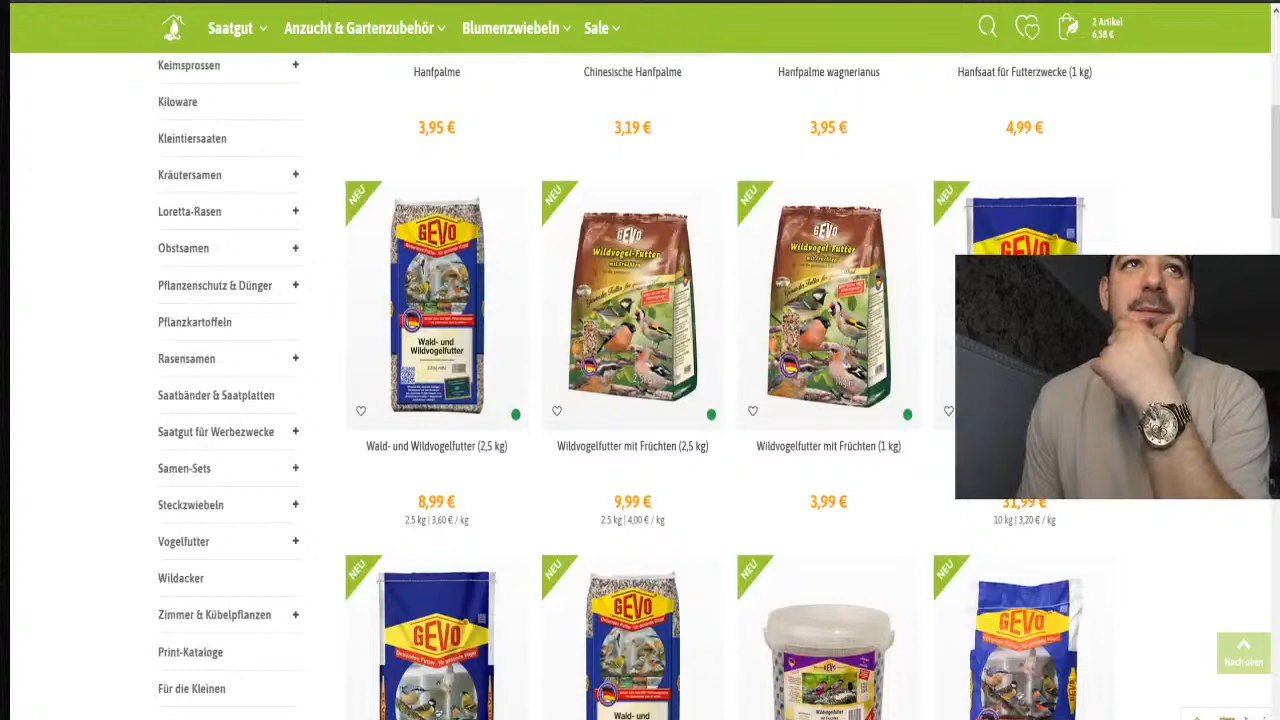 Saatgut
Anzucht & Gartenzubehör
Blumenzwiebeln
Sale
2 Artikel
6,58 €
Keimsprossen +
Kiloware
Kleintiersaaten
Kräutersamen +
Loretta-Rasen +
Obstsamen +
Pflanzenschutz & Dünger +
Pflanzkartoffeln
Rasensamen +
Saatbänder & Saatplatten
Saatgut für Werbezwecke +
Samen-Sets +
Steckzwiebeln +
Vogelfutter +
Wildacker
Zimmer & Kübelpflanzen +
Print-Kataloge
Für die Kleinen
Hanfpalme
Chinesische Hanfpalme
Hanfpalme wagnerianus
Hanfsaat für Futterzwecke (1 kg)
3,95 €
3,19 €
3,95 €
4,99 €
NEU
GEVO
Wald- und
Wildvogelfutter
NEU
GEVO
Wildvogel-Futter
mit Früchten
NEU
GEVO
Wildvogel-Futter
mit Früchten
NEU
GEVO
Wald- und Wildvogelfutter (2,5 kg)
Wildvogelfutter mit Früchten (2,5 kg)
Wildvogelfutter mit Früchten (1 kg)
8,99 €
2.5 kg | 3,60 € / kg
9,99 €
2.5 kg | 4,00 € / kg
3,99 €
31,99 €
10 kg | 3,20 € / kg
NEU
GEVO
NEU
GEVO
Wald- und
NEU
GEVO
Wildvogelfutter
NEU
GEVO
Nach oben